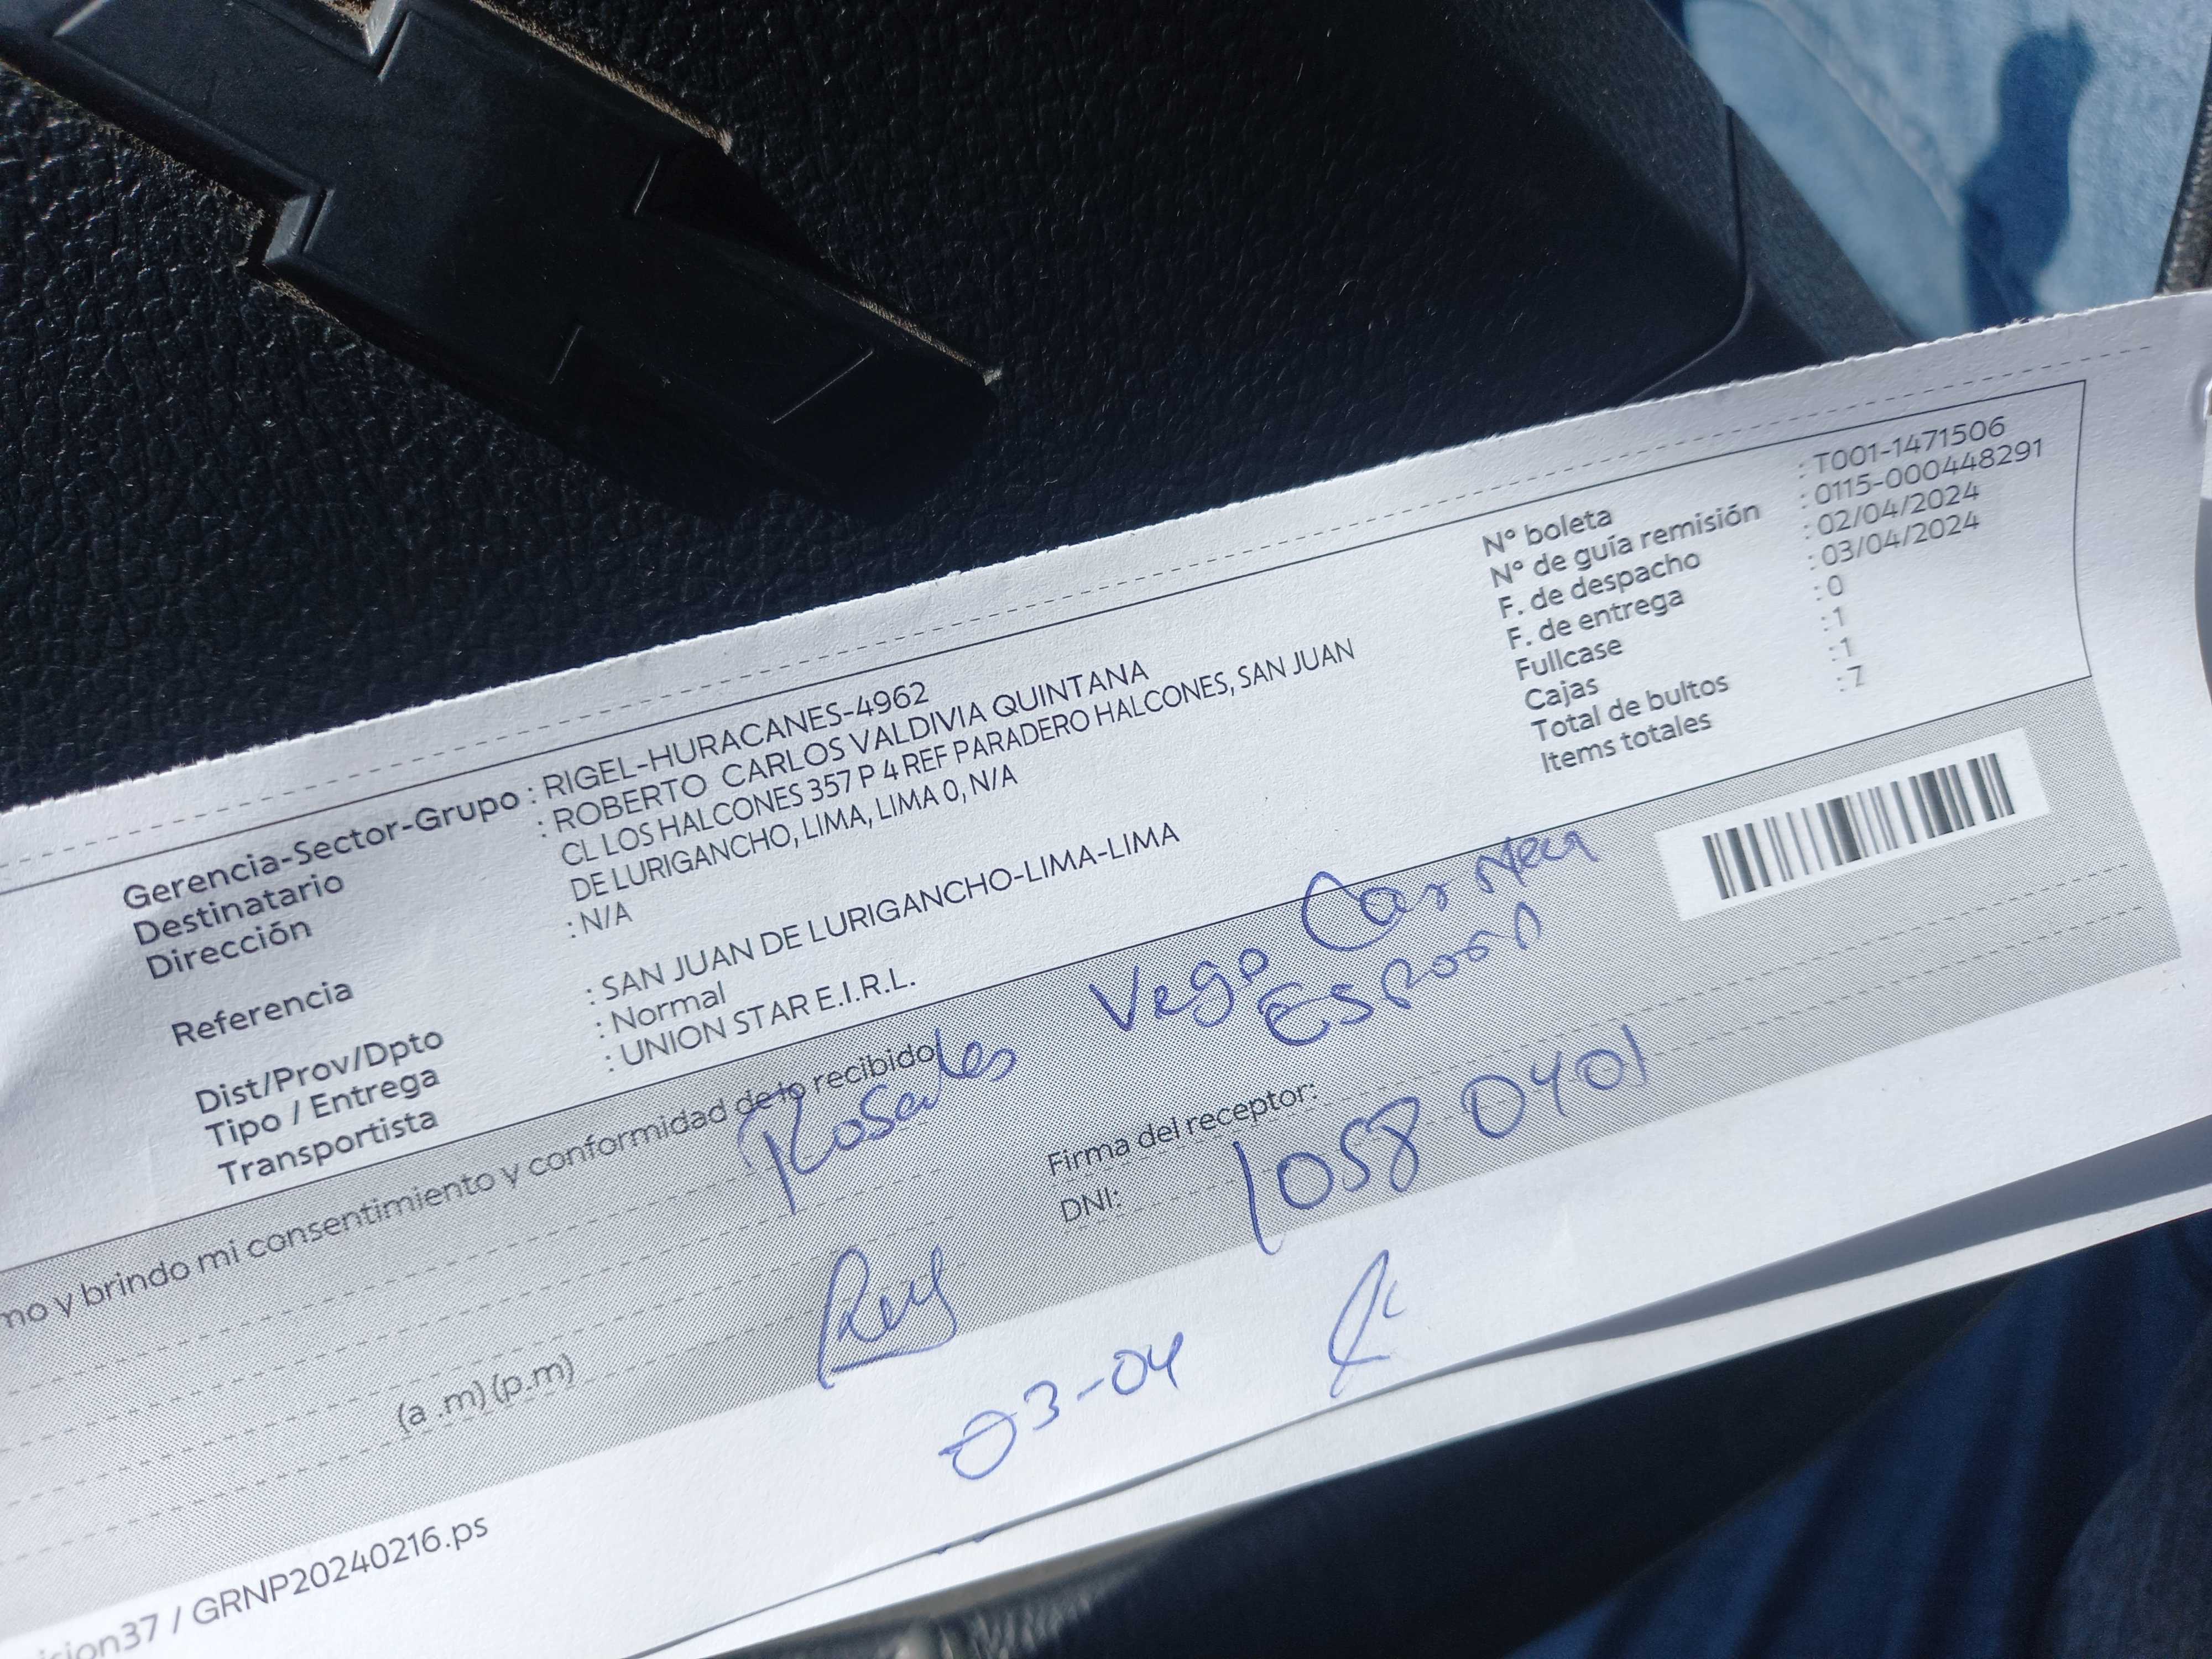 Gerencia-Sector-Grupo : RIGEL-HURACANES-4962
Destinatario : ROBERTO CARLOS VALDIVIA QUINTANA
Dirección CL LOS HALCONES 357 P 4 REF PARADERO HALCONES, SAN JUAN
DE LURIGANCHO, LIMA, LIMA 0, N/A
Referencia : N/A
Dist/Prov/Dpto : SAN JUAN DE LURIGANCHO-LIMA-LIMA
Tipo / Entrega : Normal
Transportista : UNION STAR E.I.R.L.
N° boleta : T001-1471506
N° de guía remisión : 0115-000448291
F. de despacho : 02/04/2024
F. de entrega : 03/04/2024
Fullcase : 0
Cajas : 1
Total de bultos : 1
Items totales : 7
mo y brindo mi consentimiento y conformidad de lo recibido
Rosales Vega Carmen
Esposa
Firma del receptor:
DNI: 10580401
(a .m) (p.m)
03-04
ision37 / GRNP20240216.ps